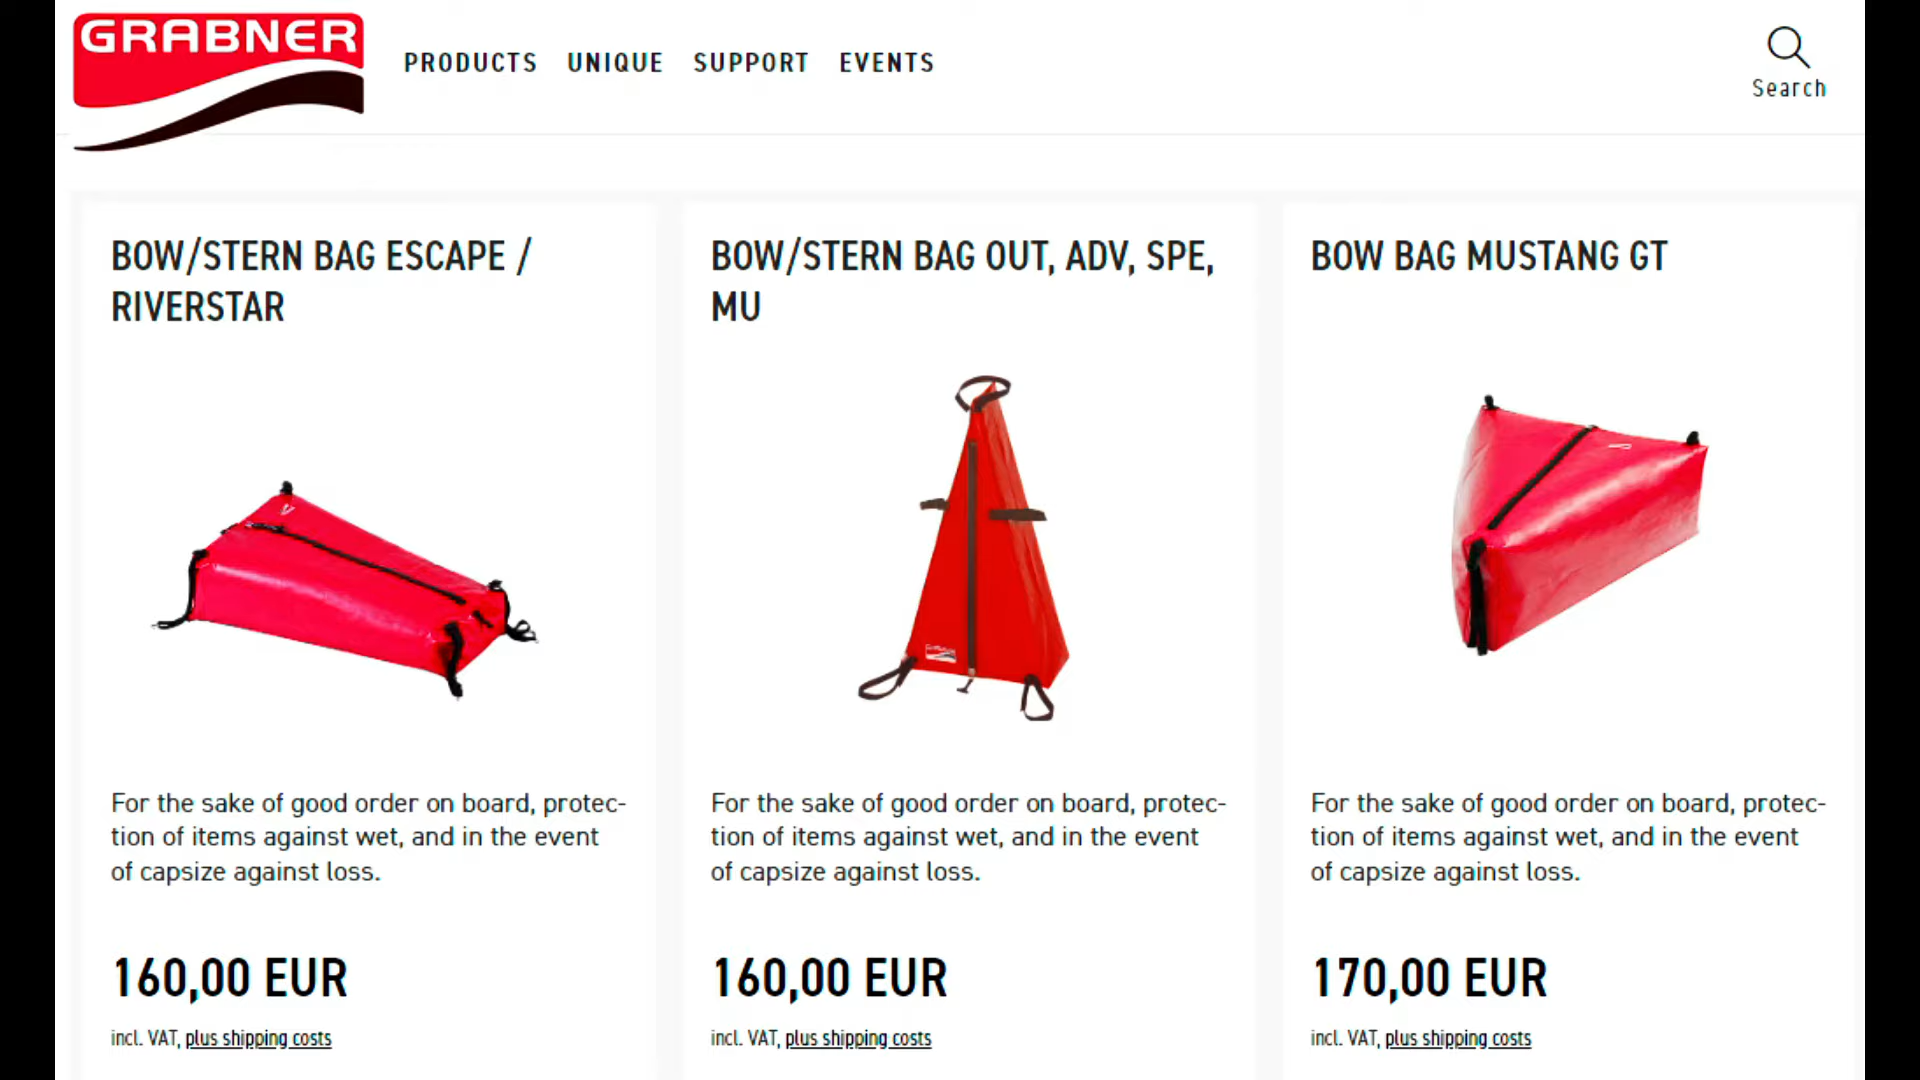 GRABNER
PRODUCTS UNIQUE SUPPORT EVENTS
Search
BOW/STERN BAG ESCAPE /
RIVERSTAR
For the sake of good order on board, protec-
tion of items against wet, and in the event
of capsize against loss.
160,00 EUR
incl. VAT, plus shipping costs
BOW/STERN BAG OUT, ADV, SPE,
MU
GRABNER
For the sake of good order on board, protec-
tion of items against wet, and in the event
of capsize against loss.
160,00 EUR
incl. VAT, plus shipping costs
BOW BAG MUSTANG GT
For the sake of good order on board, protec-
tion of items against wet, and in the event
of capsize against loss.
170,00 EUR
incl. VAT, plus shipping costs